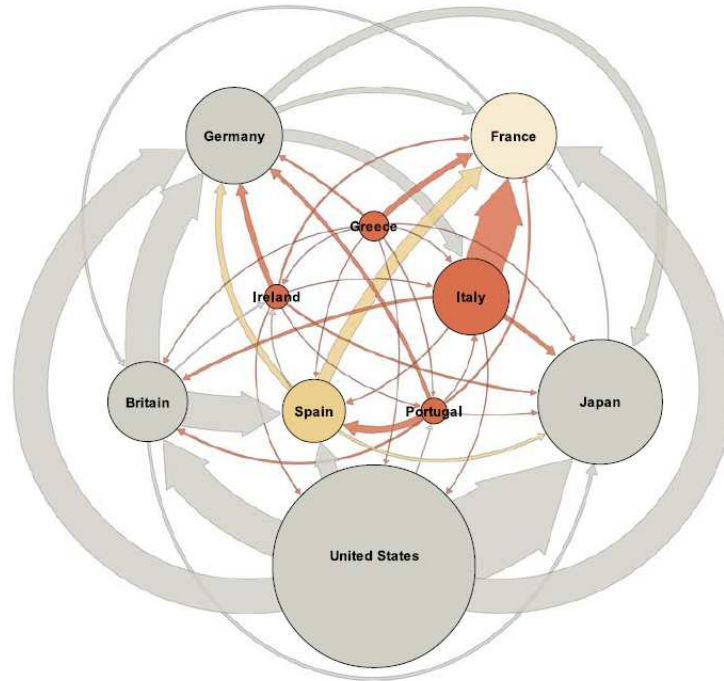 Germany
France
Greece
Ireland
Italy
Britain
Spain
Portugal
Japan
United States